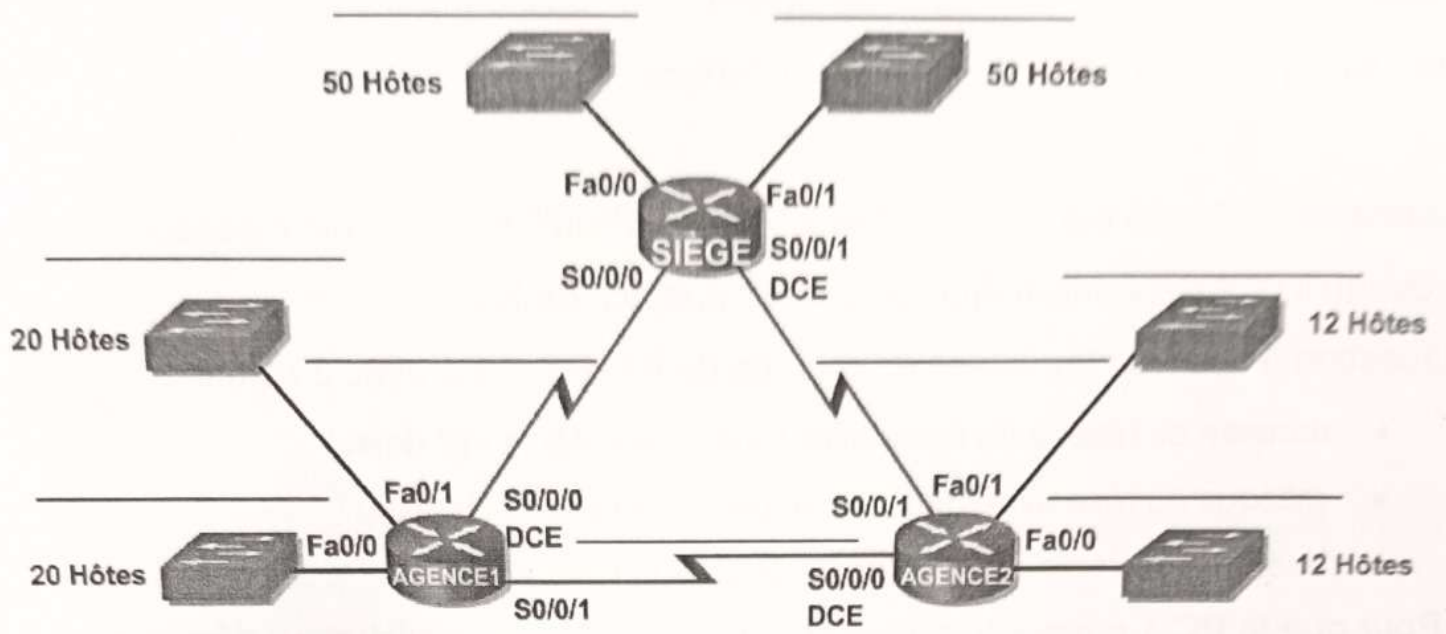 50 Hôtes
50 Hôtes
Fa0/0
Fa0/1
SIÈGE
S0/0/0
S0/0/1
DCE
20 Hôtes
12 Hôtes
Fa0/1
S0/0/0
DCE
S0/0/1
Fa0/1
20 Hôtes
Fa0/0
AGENCE1
S0/0/1
S0/0/0
DCE
AGENCE2
Fa0/0
12 Hôtes